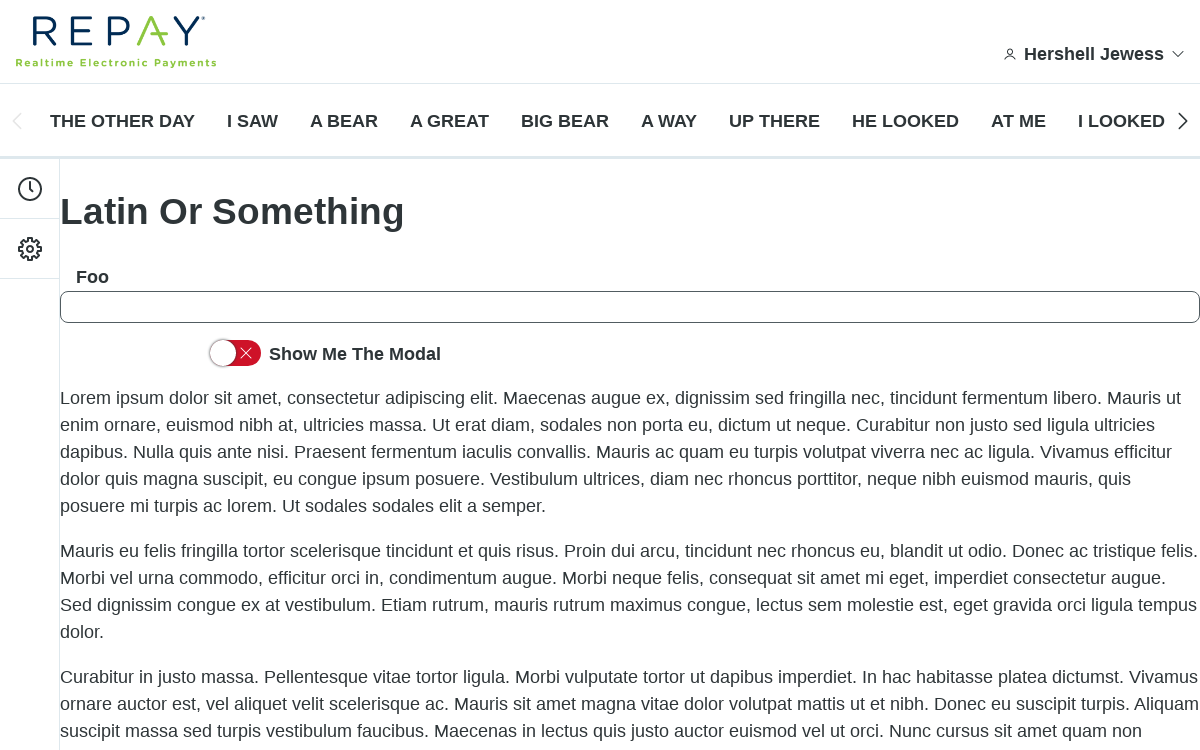 REPAY
Realtime Electronic Payments
Hershell Jewess
THE OTHER DAY I SAW A BEAR A GREAT BIG BEAR A WAY UP THERE HE LOOKED AT ME I LOOKED
Latin Or Something
Foo
Show Me The Modal
Lorem ipsum dolor sit amet, consectetur adipiscing elit. Maecenas augue ex, dignissim sed fringilla nec, tincidunt fermentum libero. Mauris ut
enim ornare, euismod nibh at, ultricies massa. Ut erat diam, sodales non porta eu, dictum ut neque. Curabitur non justo sed ligula ultricies
dapibus. Nulla quis ante nisi. Praesent fermentum iaculis convallis. Mauris ac quam eu turpis volutpat viverra nec ac ligula. Vivamus efficitur
dolor quis magna suscipit, eu congue ipsum posuere. Vestibulum ultrices, diam nec rhoncus porttitor, neque nibh euismod mauris, quis
posuere mi turpis ac lorem. Ut sodales sodales elit a semper.
Mauris eu felis fringilla tortor scelerisque tincidunt et quis risus. Proin dui arcu, tincidunt nec rhoncus eu, blandit ut odio. Donec ac tristique felis.
Morbi vel urna commodo, efficitur orci in, condimentum augue. Morbi neque felis, consequat sit amet mi eget, imperdiet consectetur augue.
Sed dignissim congue ex at vestibulum. Etiam rutrum, mauris rutrum maximus congue, lectus sem molestie est, eget gravida orci ligula tempus
dolor.
Curabitur in justo massa. Pellentesque vitae tortor ligula. Morbi vulputate tortor ut dapibus imperdiet. In hac habitasse platea dictumst. Vivamus
ornare auctor est, vel aliquet velit scelerisque ac. Mauris sit amet magna vitae dolor volutpat mattis ut et nibh. Donec eu suscipit turpis. Aliquam
suscipit massa sed turpis vestibulum faucibus. Maecenas in lectus quis justo auctor euismod vel ut orci. Nunc cursus sit amet quam non